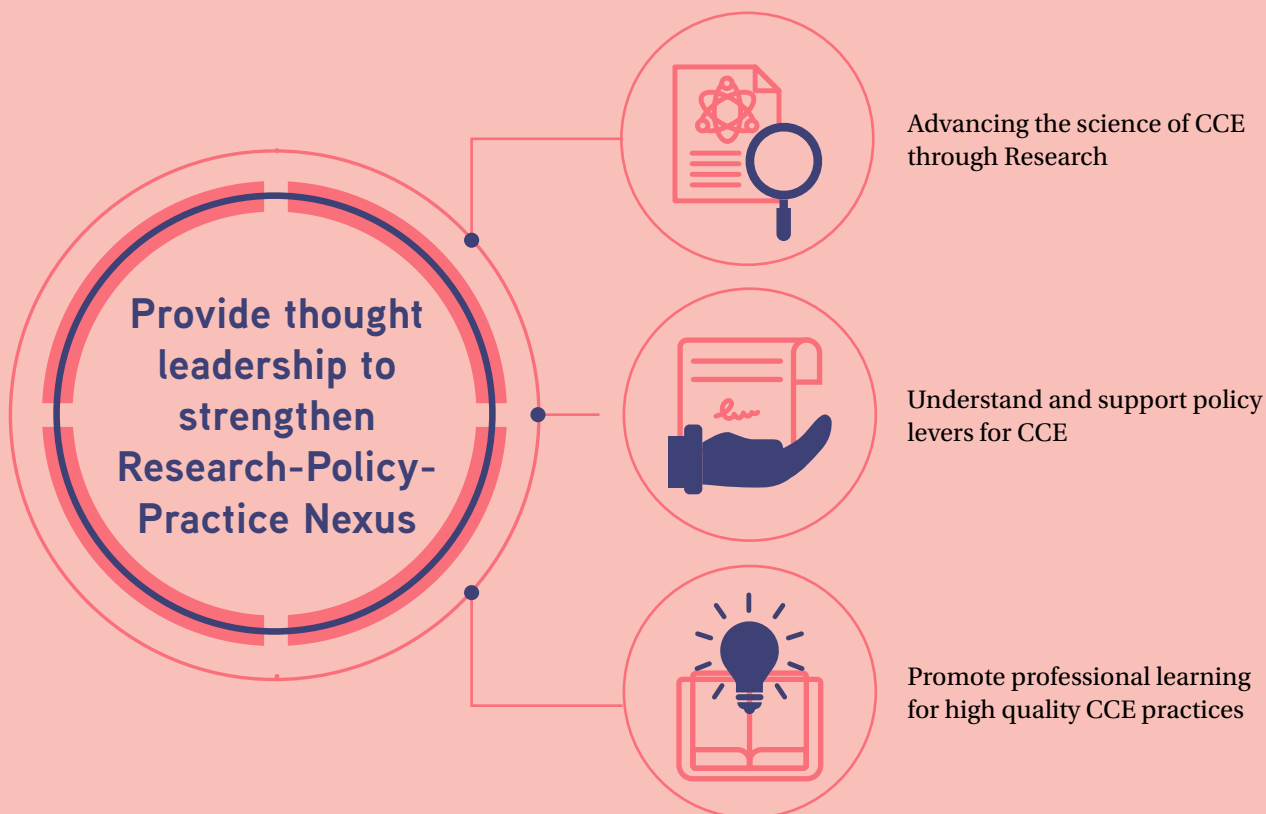 Provide thought
leadership to
strengthen
Research-Policy-
Practice Nexus
Advancing the science of CCE
through Research
Understand and support policy
levers for CCE
Promote professional learning
for high quality CCE practices